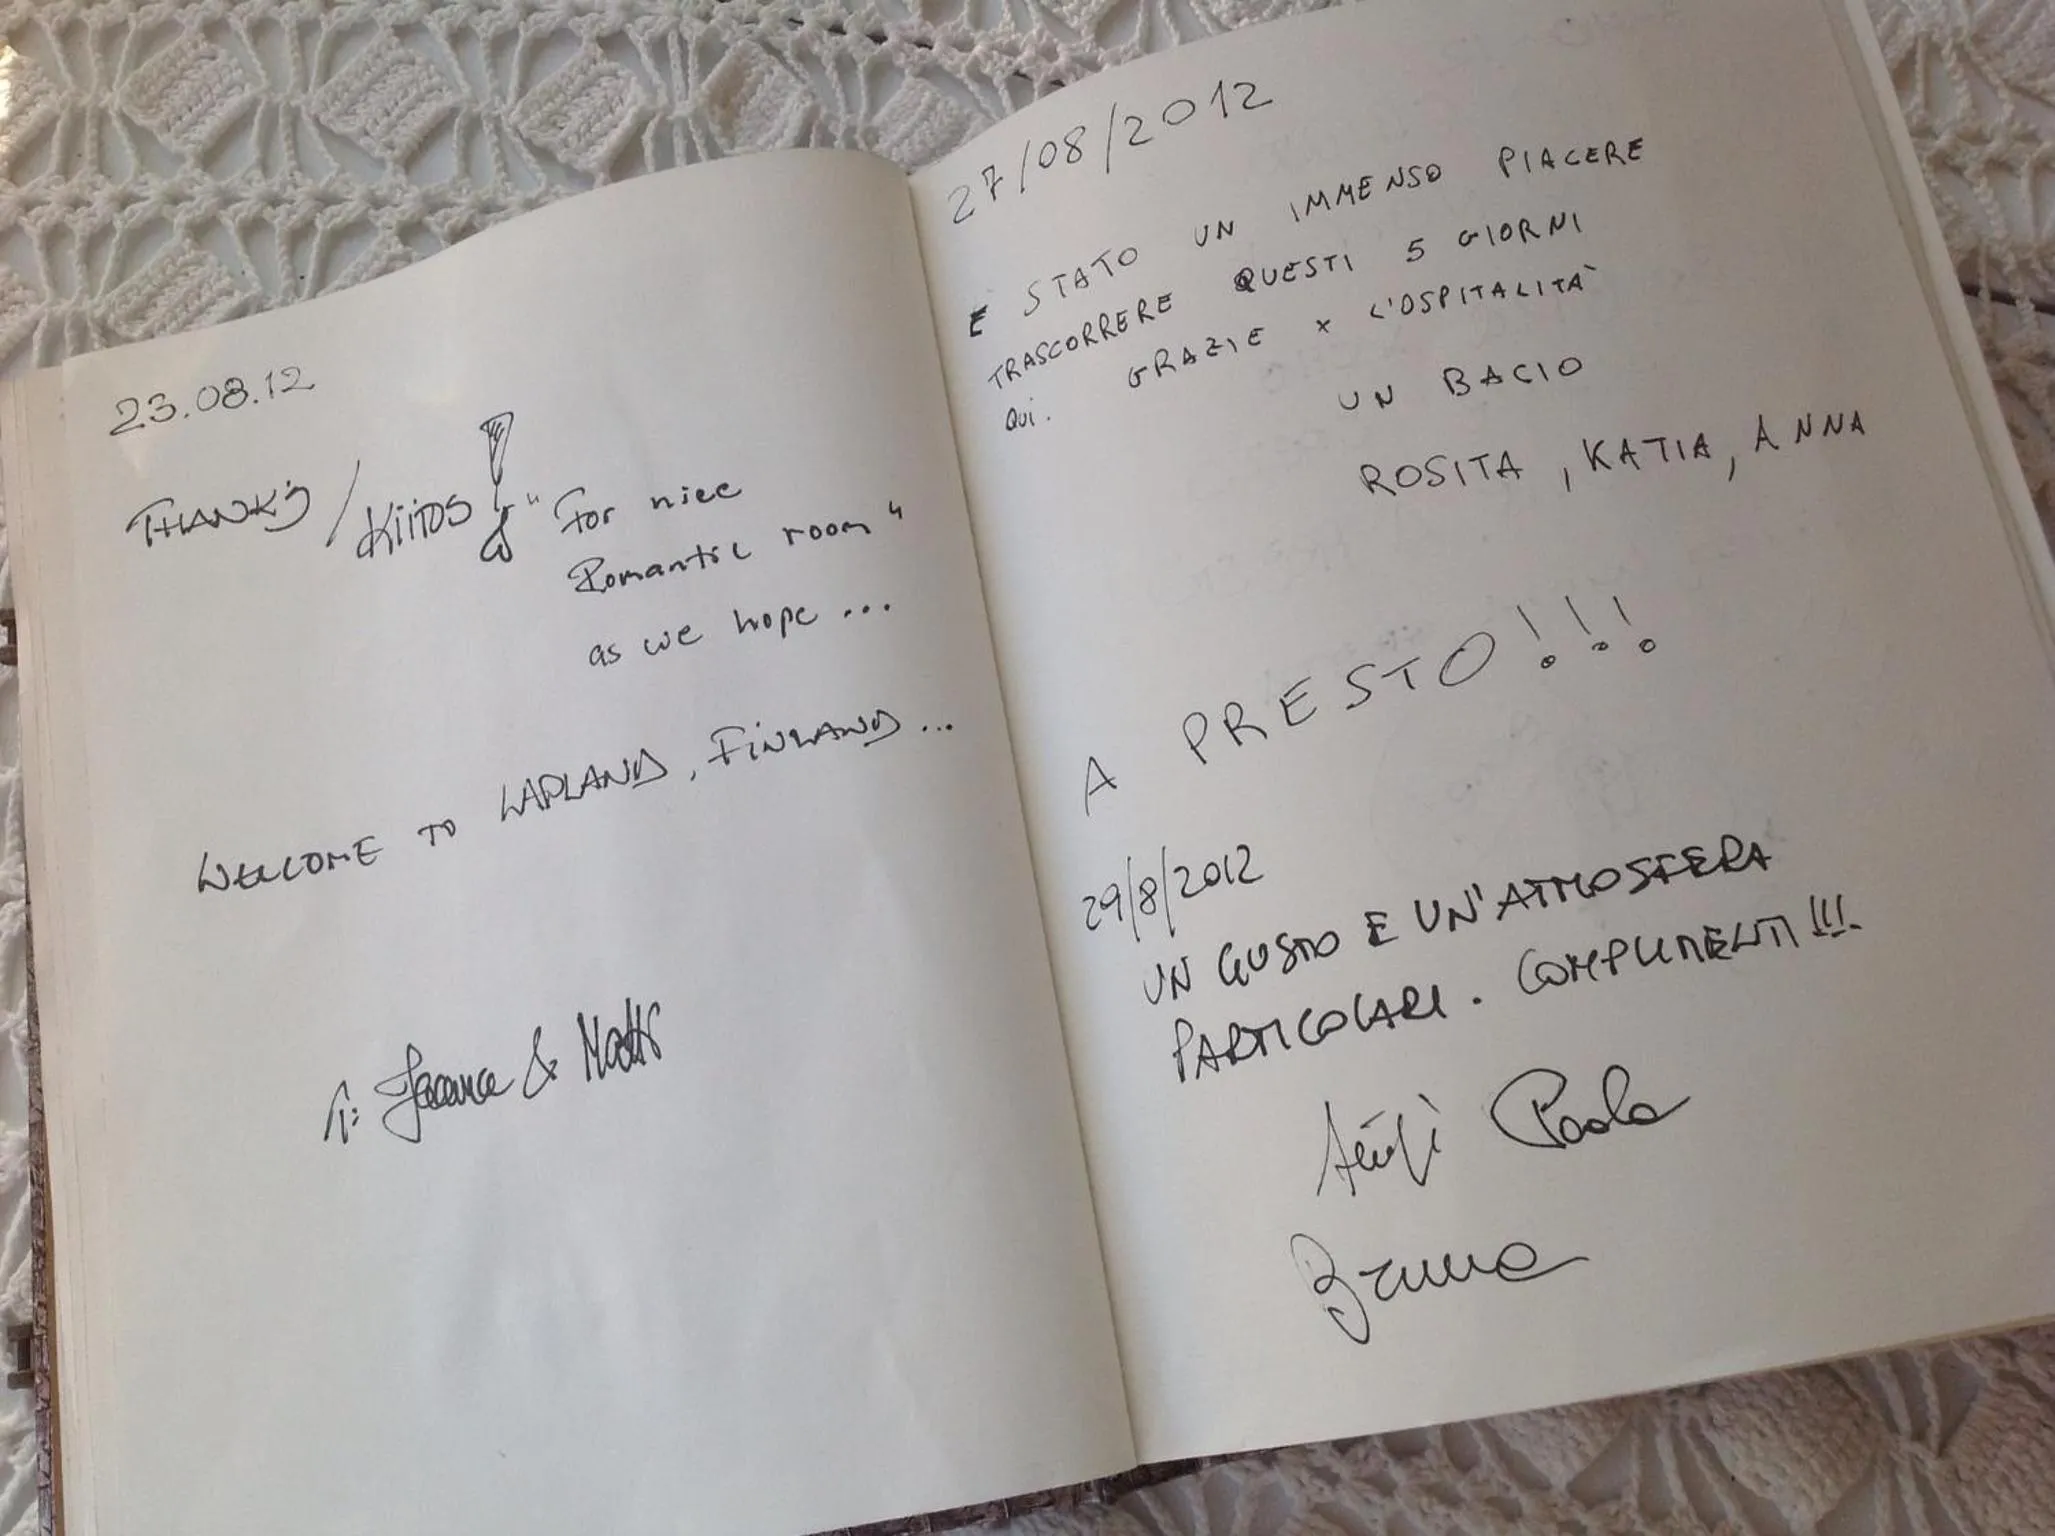 23.08.12
THANKS / KIITOS! "For nice
Romantic room"
as we hope ...
WELCOME TO LAPLAND, FINLAND ...
& Matti
27/08/2012
E STATO UN IMMENSO PIACERE
TRASCORRERE QUESTI 5 GIORNI
QUI. GRAZIE x L'OSPITALITÀ
UN BACIO
ROSITA, KATIA, ANNA
A PRESTO!!!
29/8/2012
UN GUSTO E UN'ATMOSFERA
PARTICOLARI. COMPLIMENTI!!!
Paola
Bruna